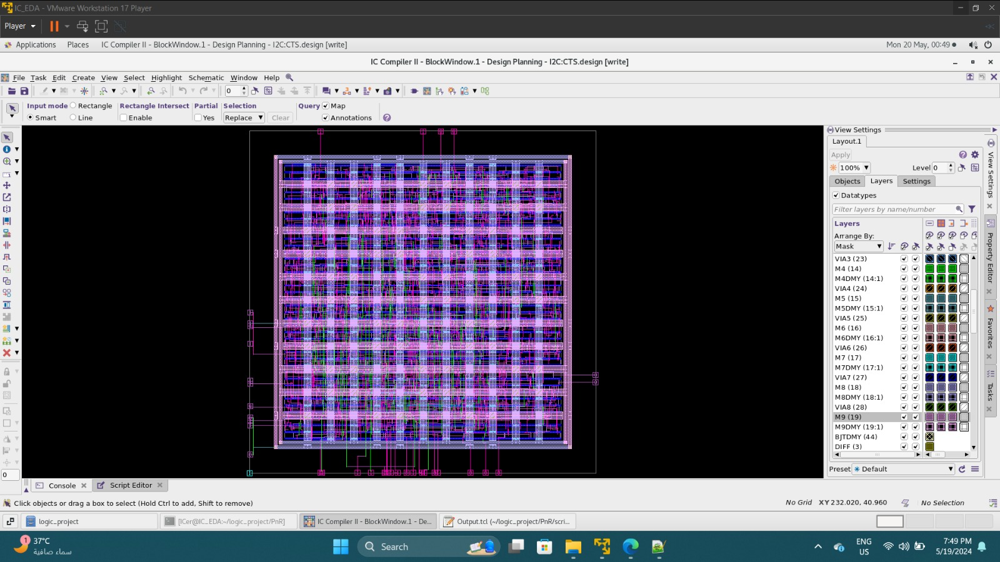 IC_EDA - VMware Workstation 17 Player
Player
Applications Places IC Compiler II - BlockWindow.1 - Design Planning - I2C:CTS.design [write] Mon 20 May, 00:49
IC Compiler II - BlockWindow.1 - Design Planning - I2C:CTS.design [write]
File Task Edit Create View Select Highlight Schematic Window Help
0
Input mode Rectangle Rectangle Intersect Partial Selection Query Map
Smart Line Enable Yes Replace Clear Annotations
View Settings
Layout.1
Apply
100% Level 0
Objects Layers Settings
Datatypes
Filter layers by name/number
Layers
Arrange By:
Mask
VIA3 (23)
M4 (14)
M4DMY (14:1)
VIA4 (24)
M5 (15)
M5DMY (15:1)
VIA5 (25)
M6 (16)
M6DMY (16:1)
VIA6 (26)
M7 (17)
M7DMY (17:1)
VIA7 (27)
M8 (18)
M8DMY (18:1)
VIA8 (28)
M9 (19)
M9DMY (19:1)
BJTDMY (44)
DIFF (3)
Preset Default
View Settings
Property Editor
Favorites
Tasks
0
Console Script Editor
Click objects or drag a box to select (Hold Ctrl to add, Shift to remove) No Grid XY 232.020, 40.960 No Selection
logic_project [ICer@IC_EDA:~/logic_project/PnR] IC Compiler II - BlockWindow.1 - De... Output.tcl (~/logic_project/PnR/scri...
1
37°C
سماء صافية
Search
ENG
US
7:49 PM
5/19/2024